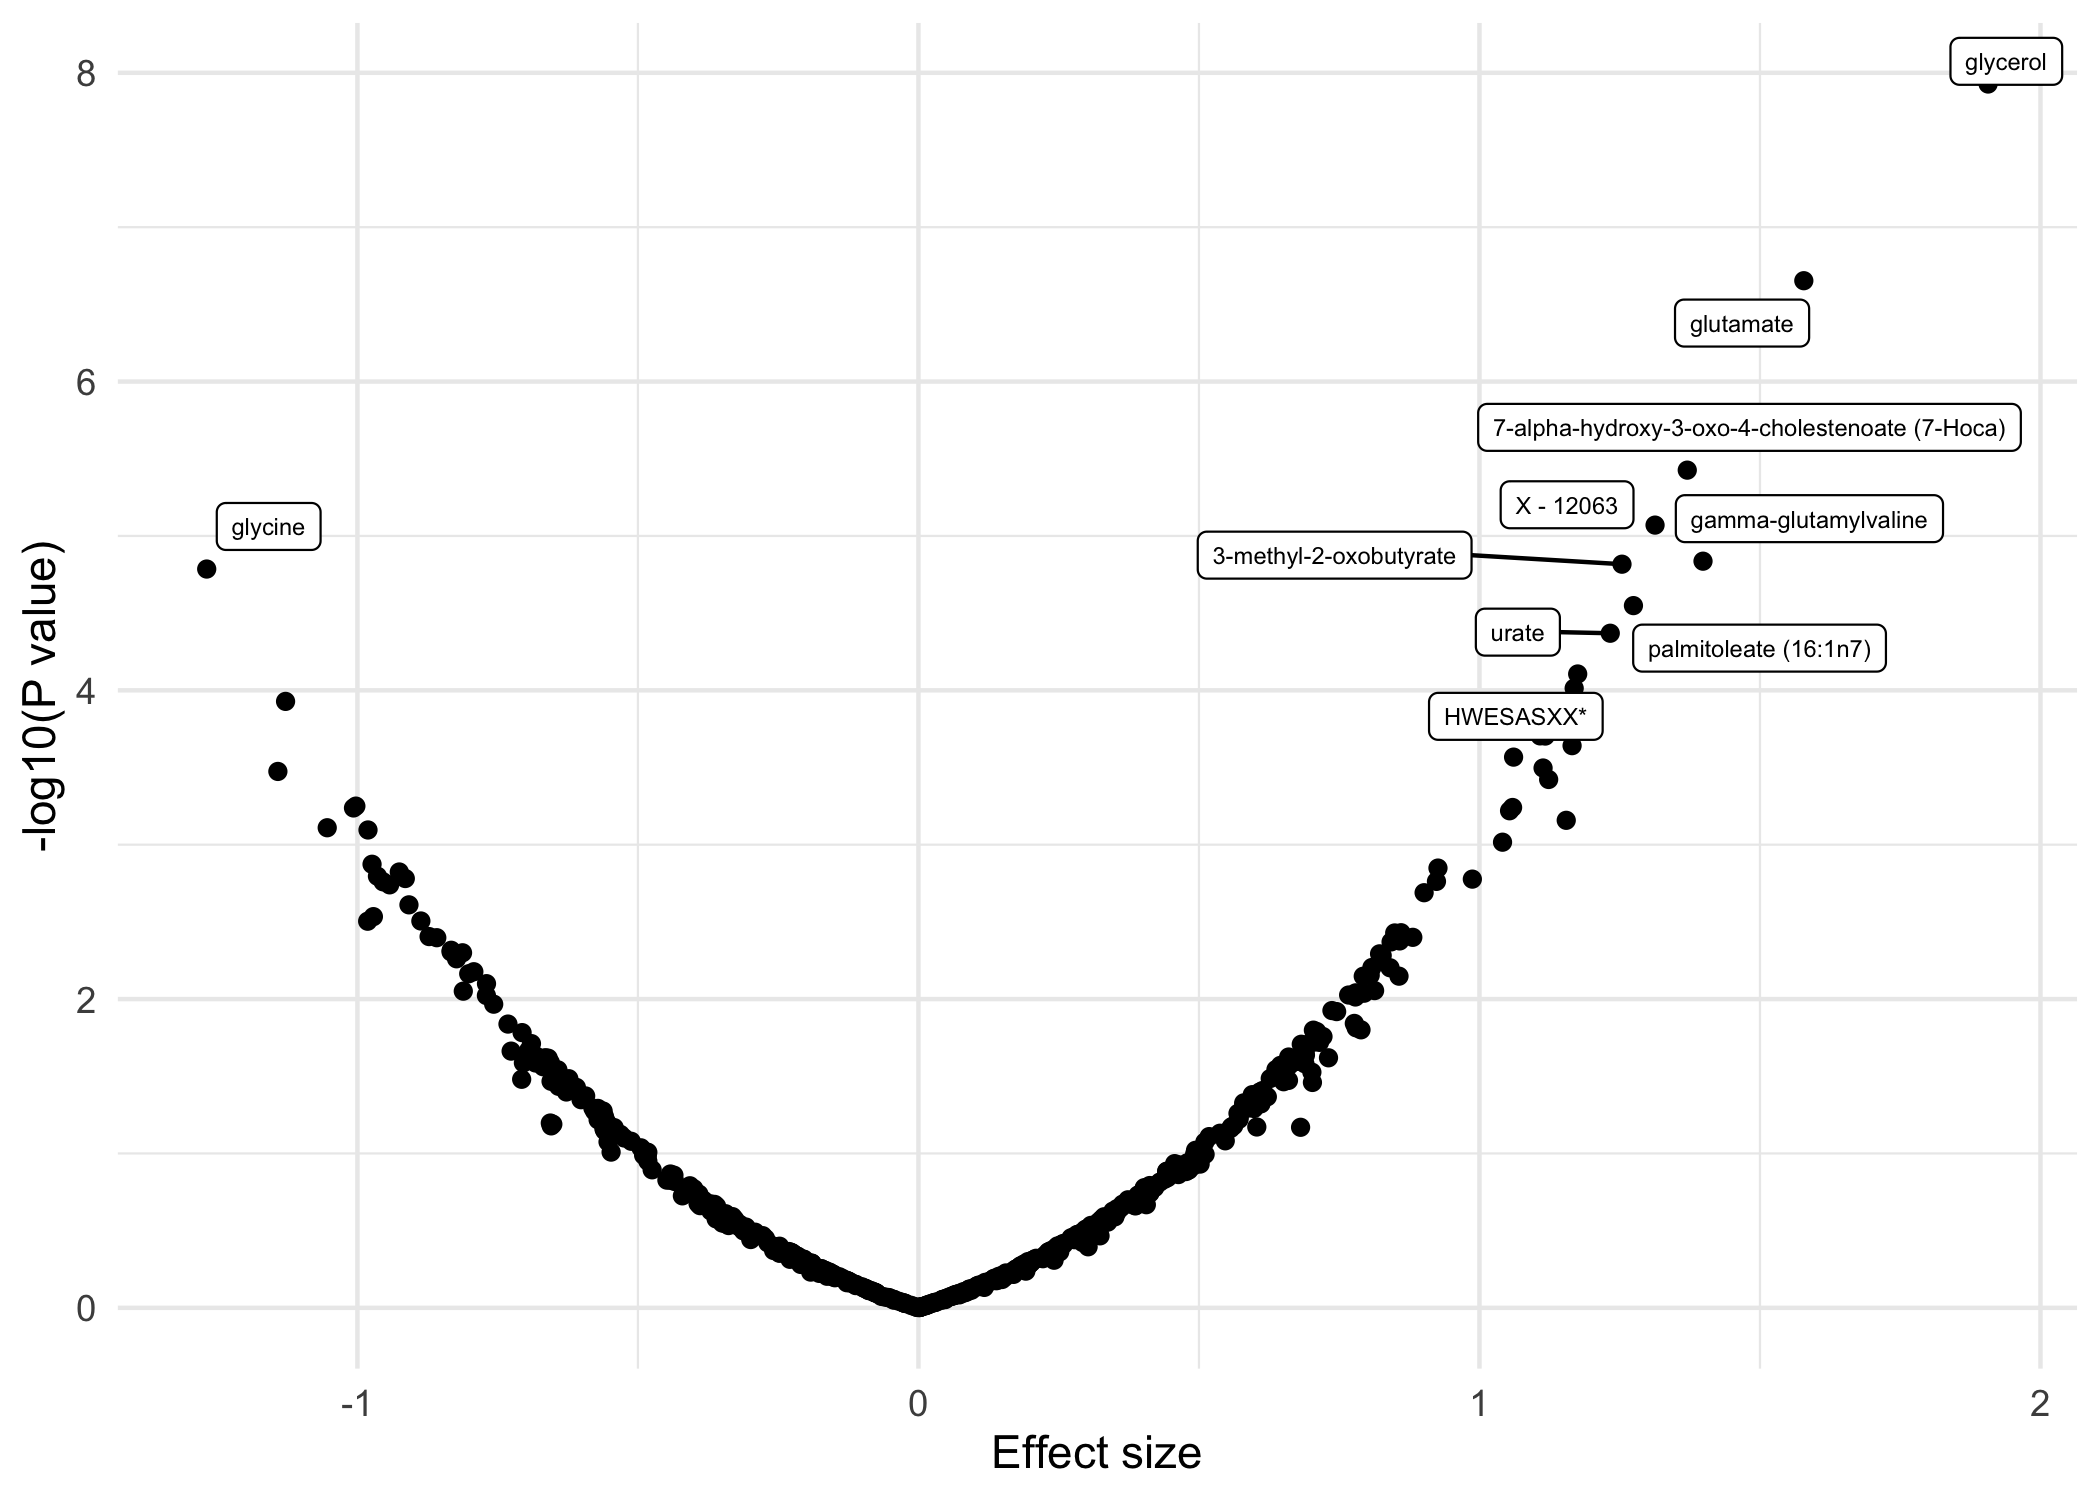 8
glycerol
glutamate
6
7-alpha-hydroxy-3-oxo-4-cholestenoate (7-Hoca)
X - 12063
gamma-glutamylvaline
glycine
3-methyl-2-oxobutyrate
urate
palmitoleate (16:1n7)
4
HWESASXX*
-log10(P value)
2
0
-1
0
1
2
Effect size